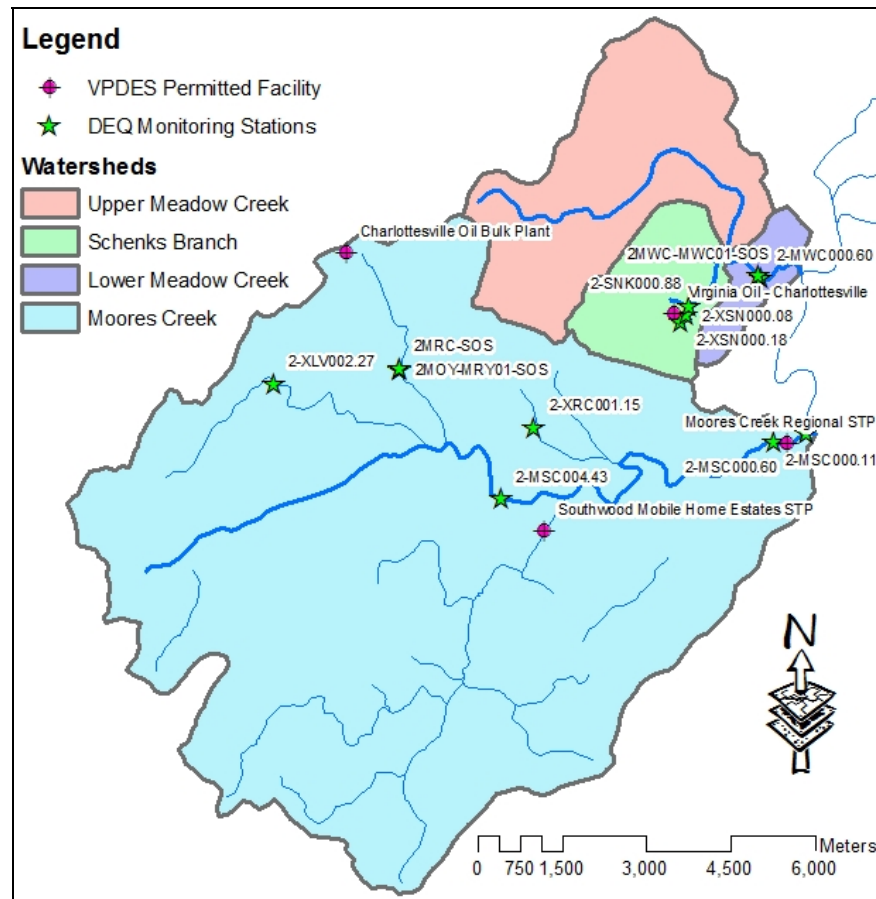 Legend
VPDES Permitted Facility
DEQ Monitoring Stations
Watersheds
Upper Meadow Creek
Schenks Branch
Lower Meadow Creek
Moores Creek
Charlottesville Oil Bulk Plant
2MWC-MWC01-SOS
2-MWC000.60
2-SNK000.88
Virginia Oil - Charlottesville
2-XSN000.08
2-XSN000.18
2MRC-SOS
2-XLV002.27
2MOY-MRY01-SOS
2-XRC001.15
Moores Creek Regional STP
2-MSC000.60
2-MSC000.11
2-MSC004.43
Southwood Mobile Home Estates STP
N
Meters
0 750 1,500 3,000 4,500 6,000